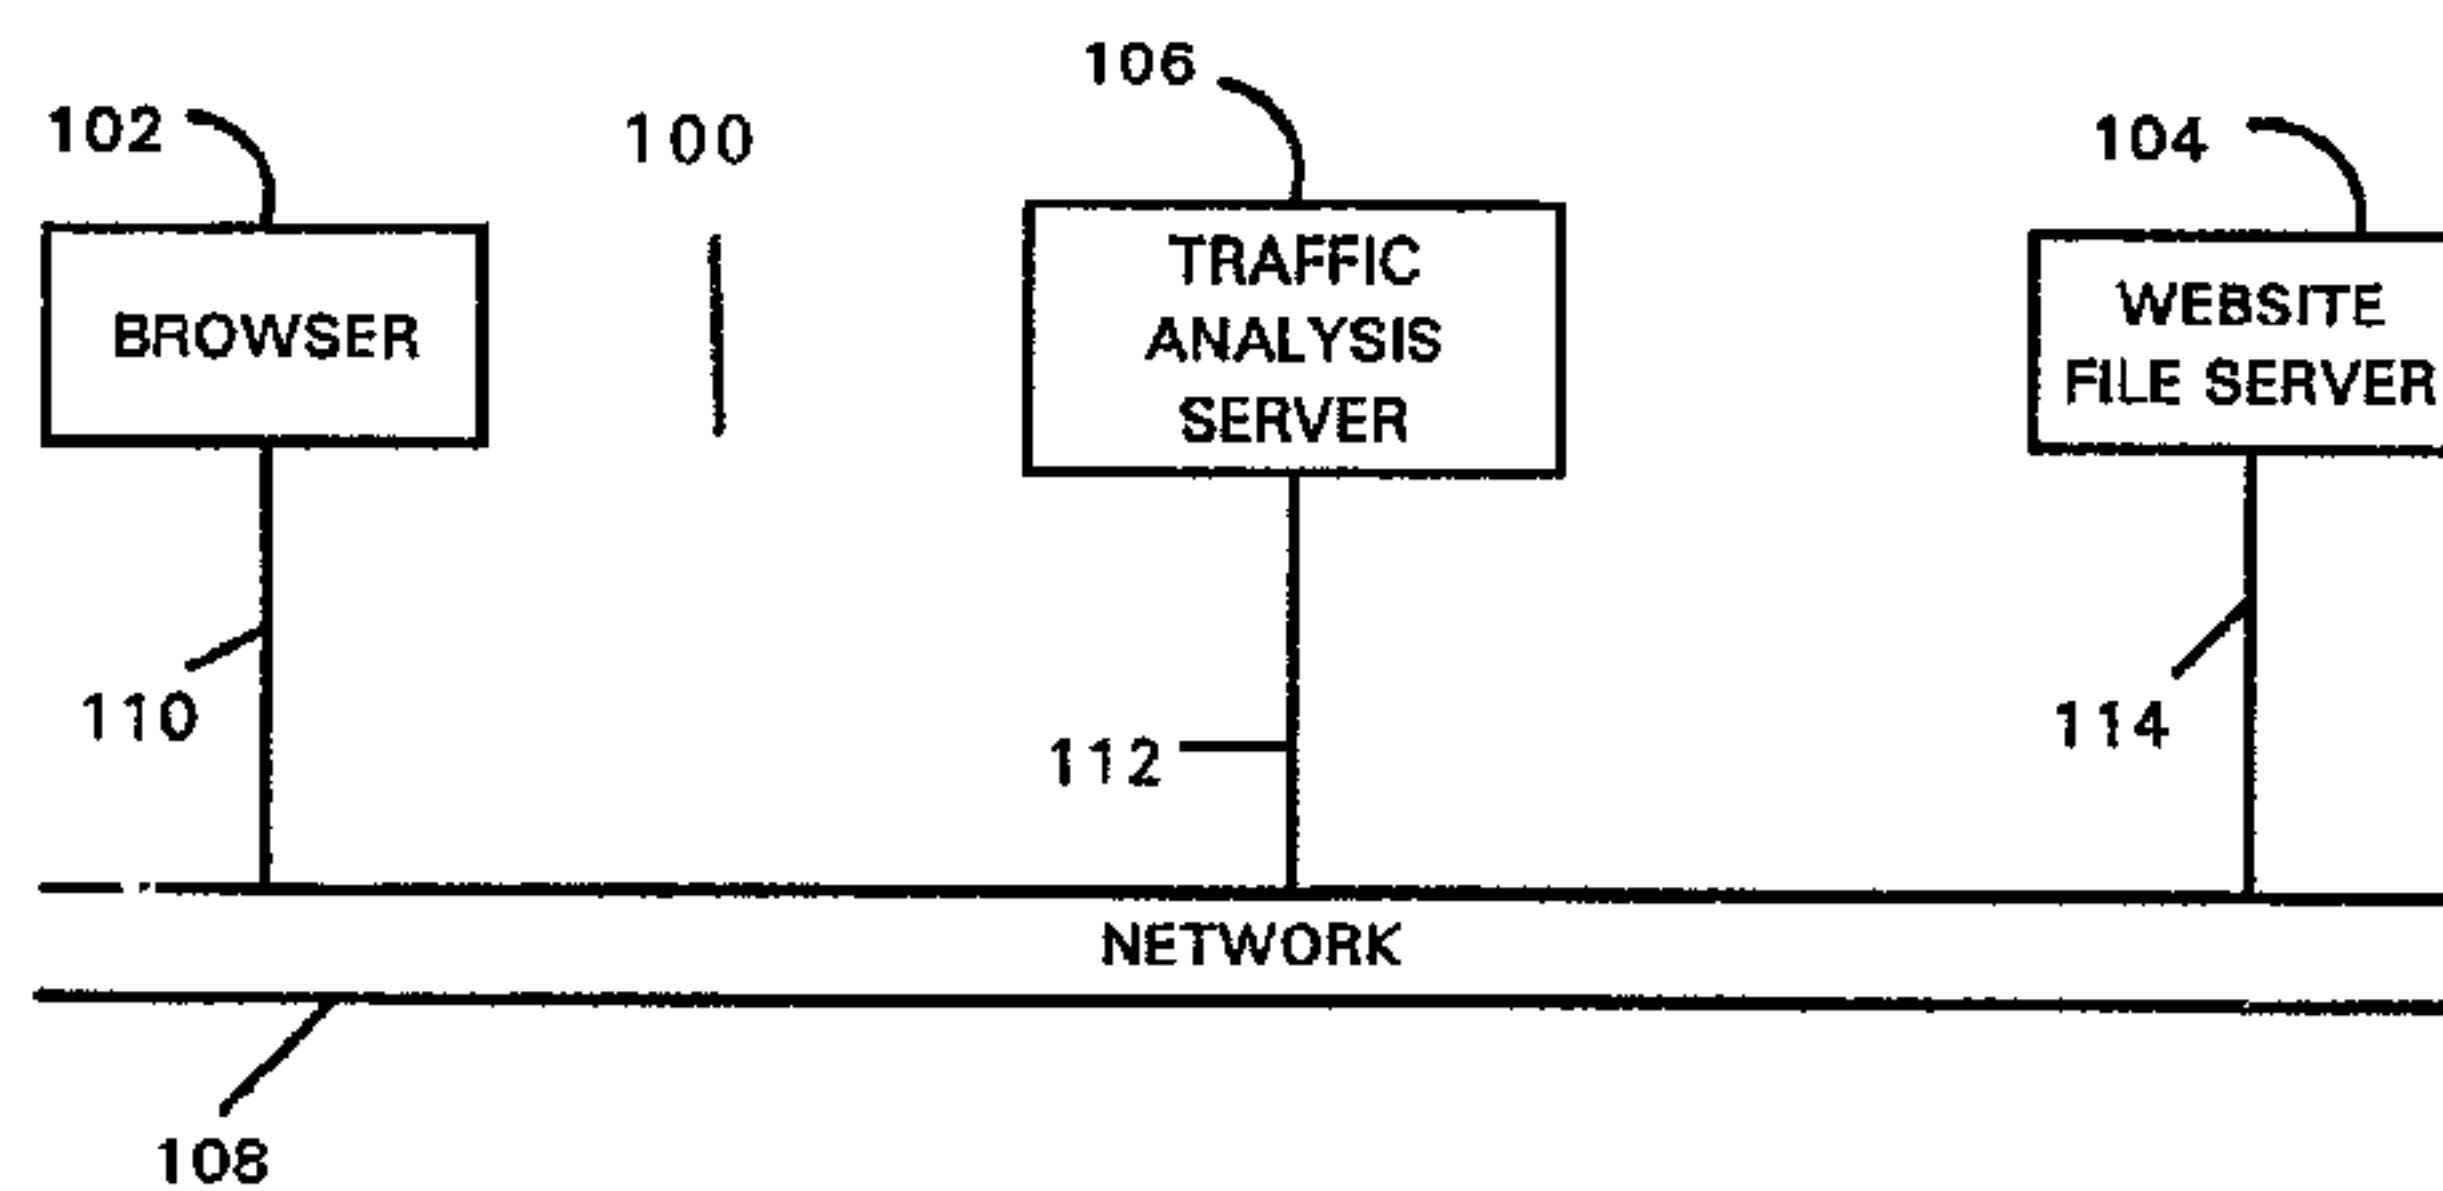 106
102
100
104
BROWSER
TRAFFIC
ANALYSIS
SERVER
WEBSITE
FILE SERVER
110
112
114
NETWORK
108